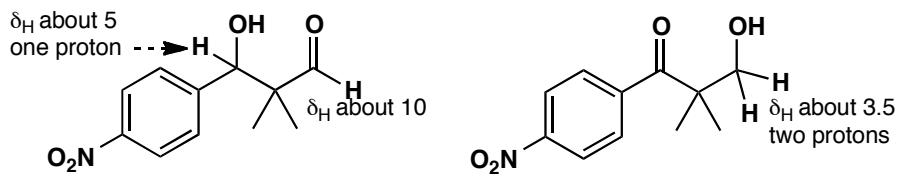 δH about 5
one proton
H
OH
O
H
δH about 10
O2N
O
OH
H
H
δH about 3.5
two protons
O2N